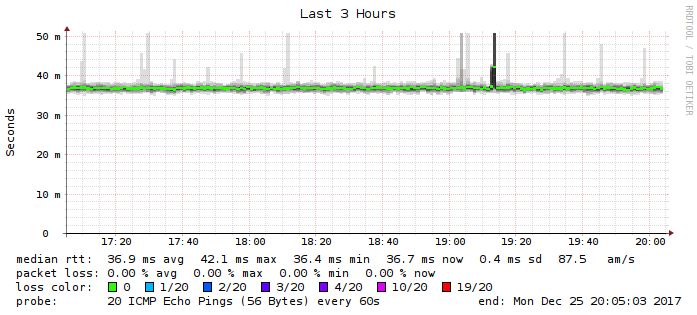 Last 3 Hours
RRDTOOL / TOBI OETIKER
Seconds
50 m
40 m
30 m
20 m
10 m
0
17:20 17:40 18:00 18:20 18:40 19:00 19:20 19:40 20:00
median rtt: 36.9 ms avg 42.1 ms max 36.4 ms min 36.7 ms now 0.4 ms sd 87.5 am/s
packet loss: 0.00 % avg 0.00 % max 0.00 % min 0.00 % now
loss color: 0 1/20 2/20 3/20 4/20 10/20 19/20
probe: 20 ICMP Echo Pings (56 Bytes) every 60s end: Mon Dec 25 20:05:03 2017